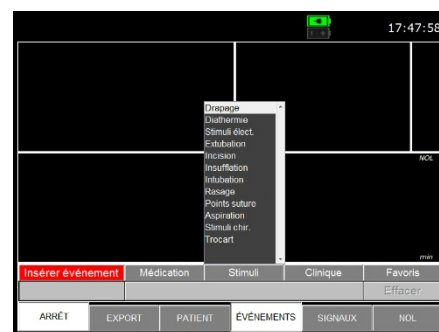 17:47:58
Drapage
Diathermie
Stimuli élect.
Extubation
Incision
Insufflation
Intubation
Rasage
Points suture
Aspiration
Stimuli chir.
Trocart
NOL
min
Insérer événement Médication Stimuli Clinique Favoris
Effacer
ARRÊT EXPORT PATIENT ÉVÉNEMENTS SIGNAUX NOL